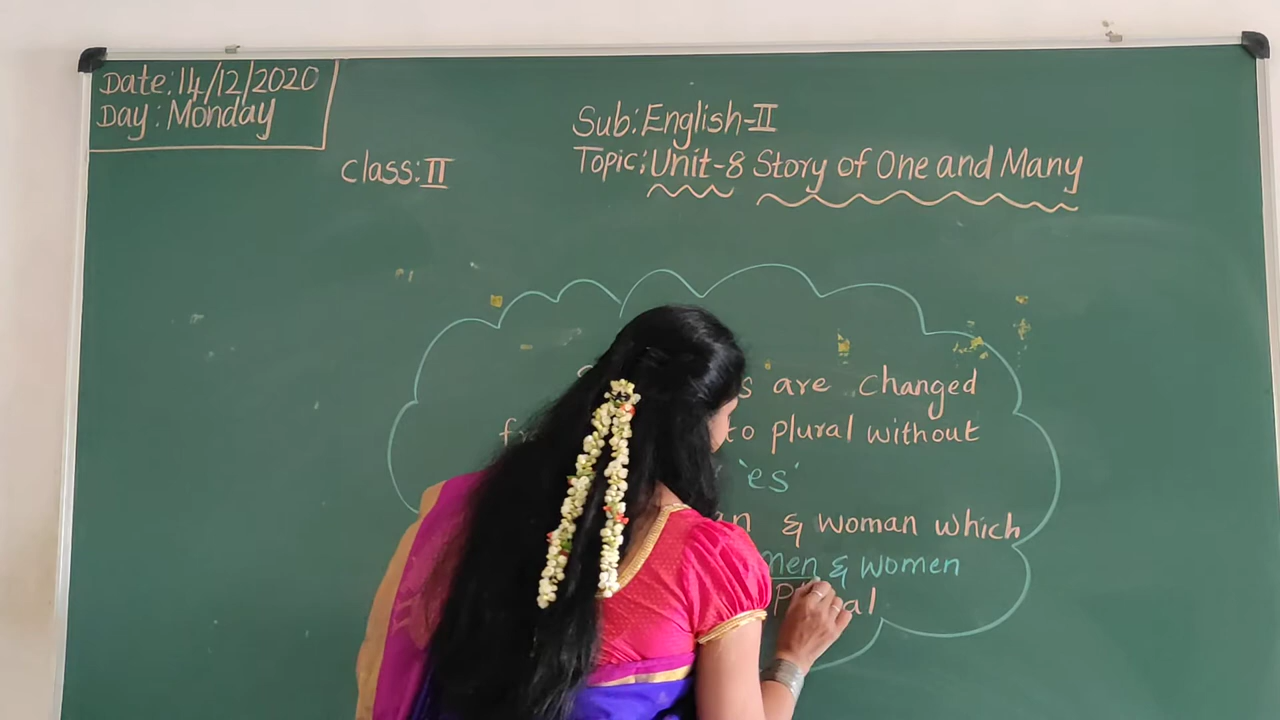 Date: 14/12/2020
Day: Monday
Class: II
Sub: English-II
Topic: Unit-8 Story of One and Many
are changed
to plural without
'es'
& woman which
men & women